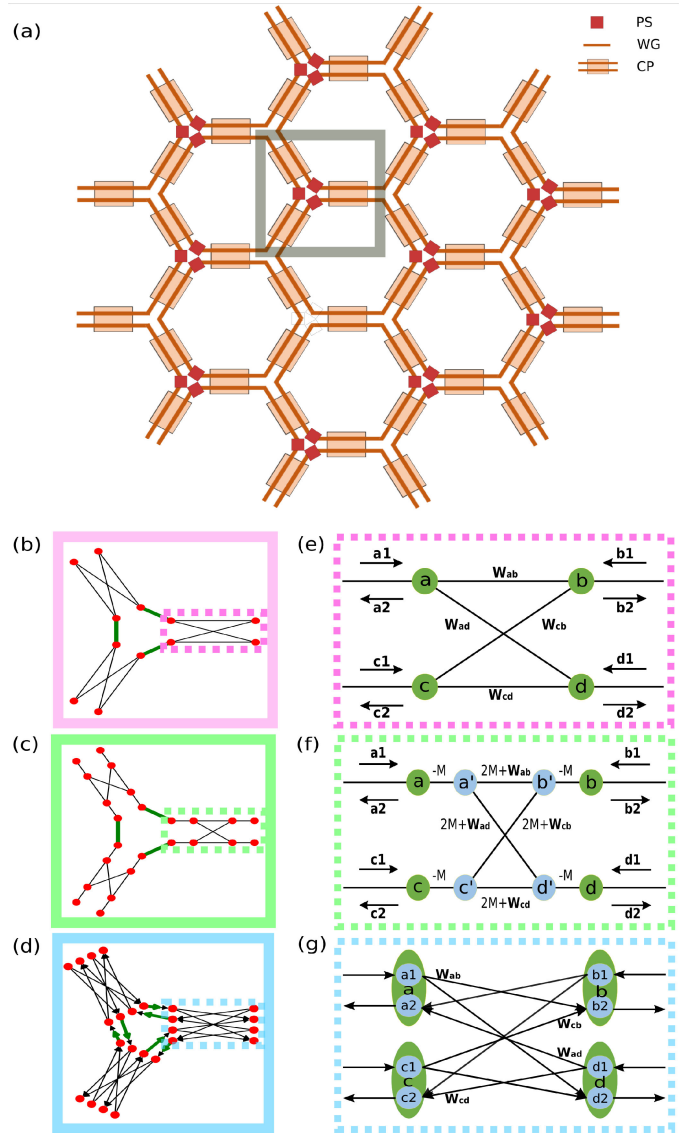 (a)
PS
WG
CP
(b)
(e)
a1
b1
a
Wab
b
a2
b2
Wad
Wcb
c1
d1
c
d
c2
Wcd
d2
(c)
(f)
a1
b1
-M
2M+Wab
-M
a
a'
b'
b
a2
b2
2M+Wad
2M+Wcb
c1
d1
-M
-M
c
c'
d'
d
c2
2M+Wcd
d2
(d)
(g)
a1
Wab
b1
a
b
a2
b2
Wcb
Wad
c1
d1
c
d
c2
Wcd
d2